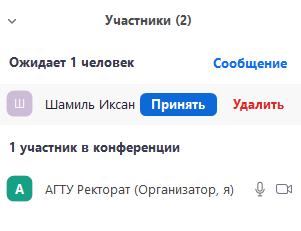 Участники (2)
Ожидает 1 человек Сообщение
Ш Шамиль Иксан Принять Удалить
1 участник в конференции
А АГТУ Ректорат (Организатор, я)